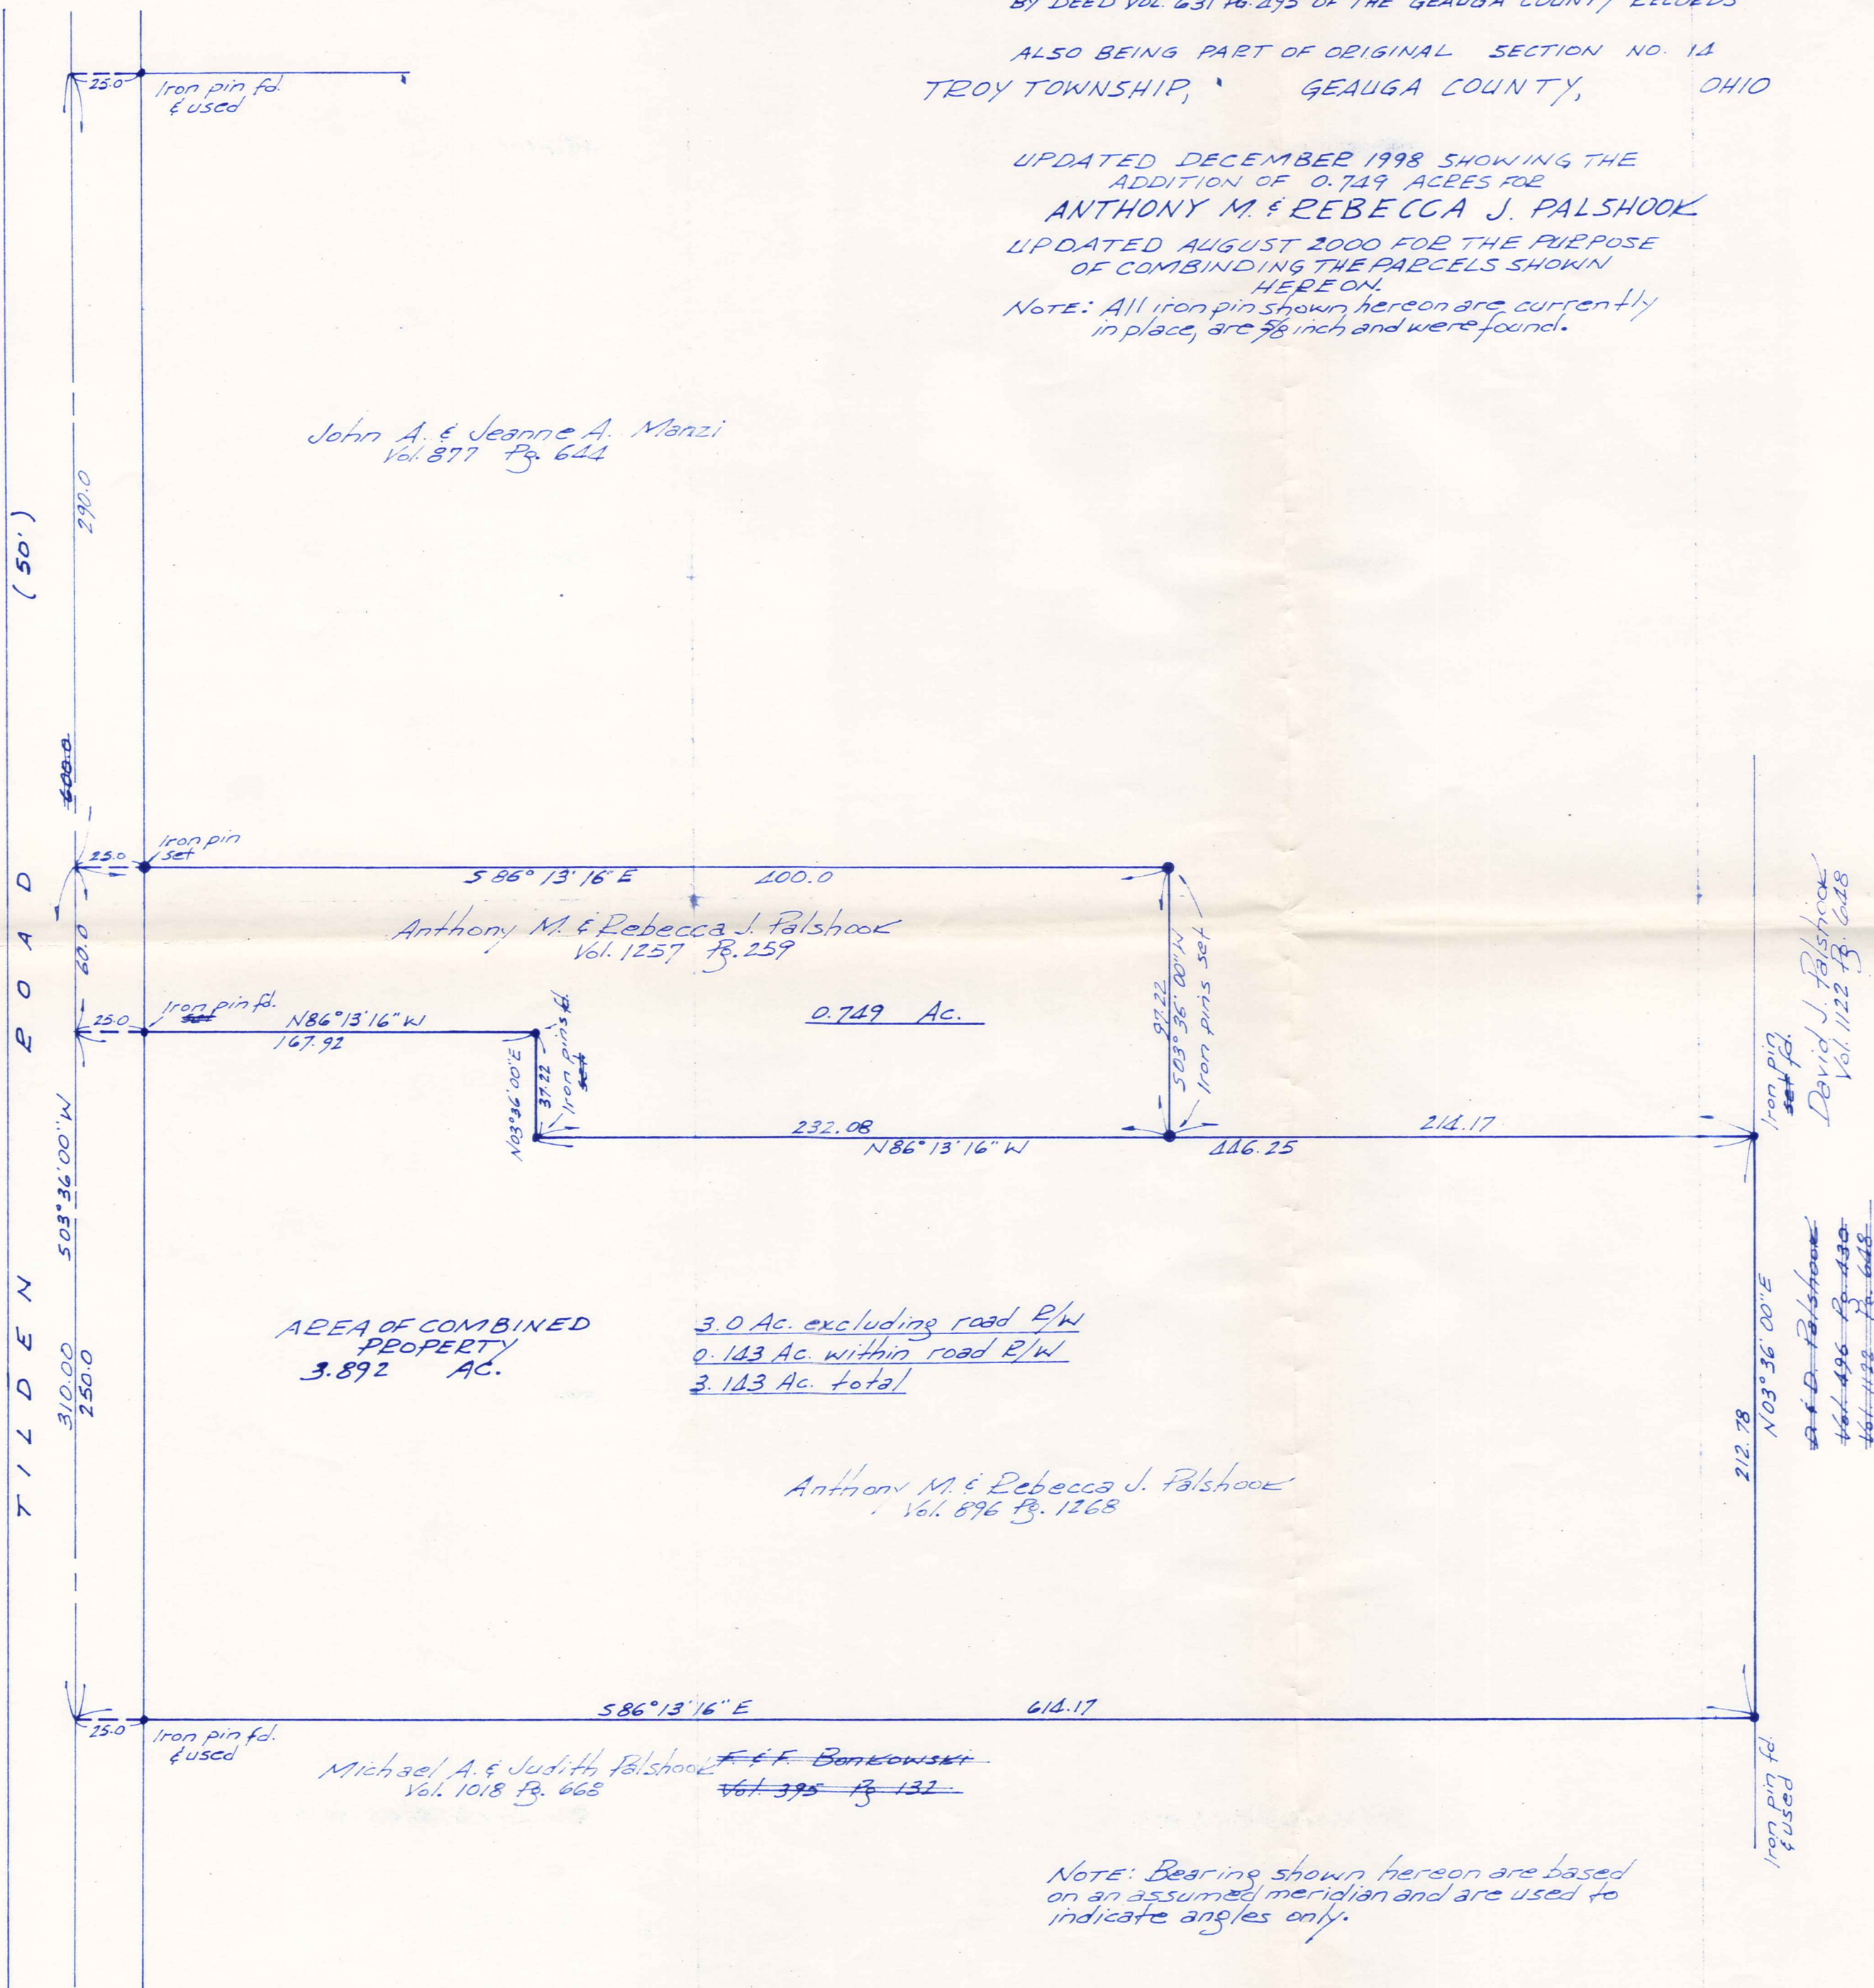 BY DEED VOL. 631 PG. 295 OF THE GEAUGA COUNTY RECORDS
ALSO BEING PART OF ORIGINAL SECTION NO. 14
TROY TOWNSHIP, GEAUGA COUNTY, OHIO
UPDATED DECEMBER 1998 SHOWING THE
ADDITION OF 0.749 ACRES FOR
ANTHONY M. & REBECCA J. PALSHOOK
UPDATED AUGUST 2000 FOR THE PURPOSE
OF COMBINDING THE PARCELS SHOWN
HEREON.
NOTE: All iron pin shown hereon are currently
in place, are 5/8 inch and were found.
25.0
Iron pin fd.
& used
290.0
(50')
John A. & Jeanne A. Manzi
Vol. 877 Pg. 644
600.0
25.0
Iron pin
set
S 86° 13' 16" E 400.0
Anthony M. & Rebecca J. Palshook
Vol. 1257 Pg. 259
60.0
97.22
S03° 36' 00" W
Iron pins set
David J. Palshook
Vol. 1122 Pg. 648
25.0
Iron pin fd.
set
N86° 13' 16" W
167.92
0.749 Ac.
N03° 36' 00" E
37.22
Iron pins fd.
set
Iron pin
set fd.
232.08
N86° 13' 16" W
446.25
214.17
TILDEN ROAD
S03° 36' 00" W
310.00
250.0
AREA OF COMBINED
PROPERTY
3.892 AC.
3.0 Ac. excluding road R/W
0.143 Ac. within road R/W
3.143 Ac. total
212.78
N03° 36' 00" E
& D. Palshook
Vol. 496 Pg. 430
Vol. 1122 Pg. 648
Anthony M. & Rebecca J. Palshook
Vol. 896 Pg. 1268
S86° 13' 16" E 614.17
25.0
Iron pin fd.
& used
Michael A. & Judith Palshook
Vol. 1018 Pg. 668
F. & F. Bonkowski
Vol. 395 Pg 132
Iron pin fd.
& used
NOTE: Bearing shown hereon are based
on an assumed meridian and are used to
indicate angles only.